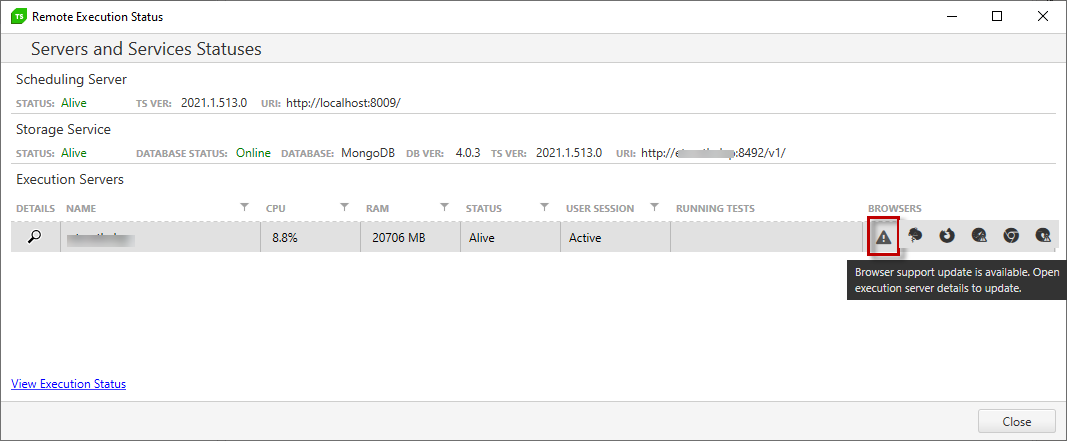 TS Remote Execution Status
Servers and Services Statuses
Scheduling Server
STATUS: Alive TS VER: 2021.1.513.0 URI: http://localhost:8009/
Storage Service
STATUS: Alive DATABASE STATUS: Online DATABASE: MongoDB DB VER: 4.0.3 TS VER: 2021.1.513.0 URI: http:// :8492/v1/
Execution Servers
DETAILS NAME CPU RAM STATUS USER SESSION RUNNING TESTS BROWSERS
8.8% 20706 MB Alive Active
Browser support update is available. Open
execution server details to update.
View Execution Status
Close